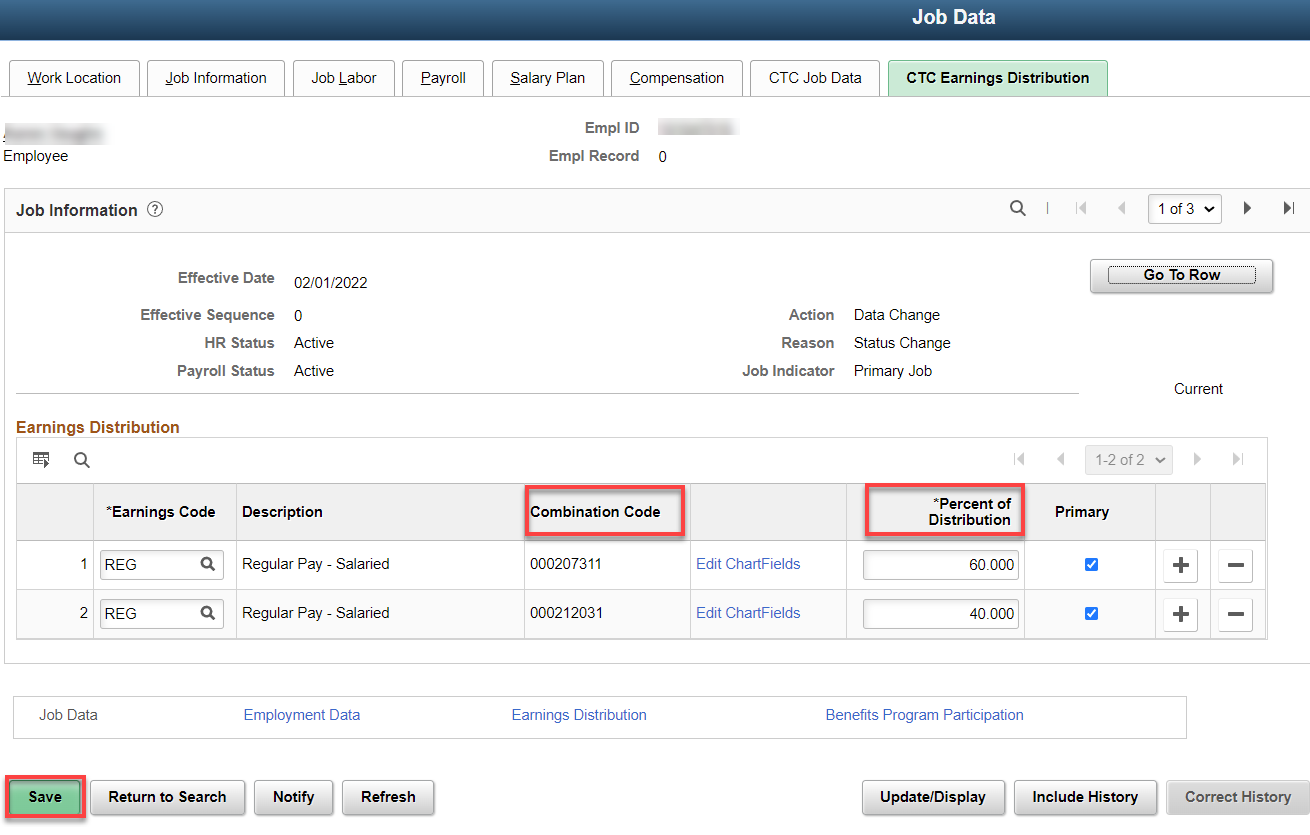 Job Data
Work Location Job Information Job Labor Payroll Salary Plan Compensation CTC Job Data CTC Earnings Distribution
Empl ID
Employee
Empl Record 0
Job Information ? 1 of 3
Effective Date 02/01/2022
Go To Row
Effective Sequence 0 Action Data Change
HR Status Active Reason Status Change
Payroll Status Active Job Indicator Primary Job
Current
Earnings Distribution
1-2 of 2
*Earnings Code Description Combination Code *Percent of Distribution Primary
1 REG Regular Pay - Salaried 000207311 Edit ChartFields 60.000
2 REG Regular Pay - Salaried 000212031 Edit ChartFields 40.000
Job Data Employment Data Earnings Distribution Benefits Program Participation
Save Return to Search Notify Refresh Update/Display Include History Correct History